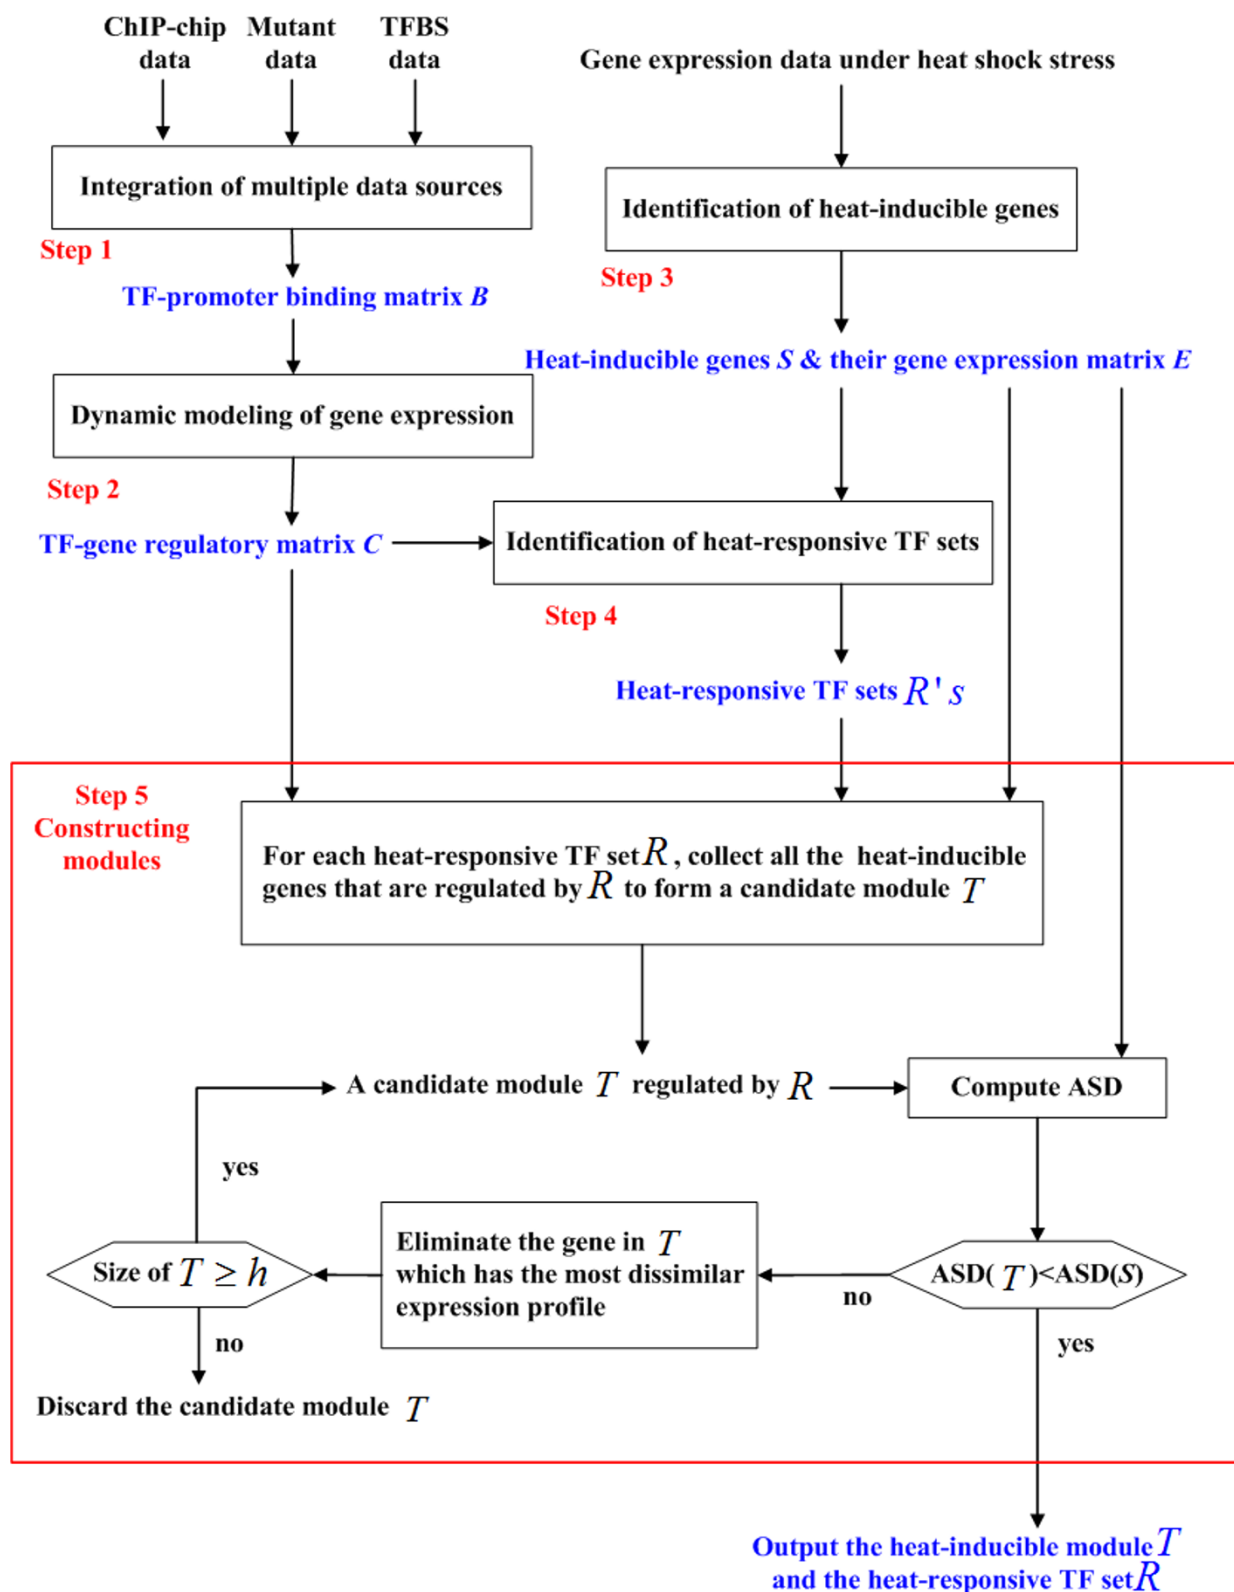 ChIP-chip
data
Mutant
data
TFBS
data
Gene expression data under heat shock stress
Integration of multiple data sources
Step 1
Identification of heat-inducible genes
Step 3
TF-promoter binding matrix B
Heat-inducible genes S & their gene expression matrix E
Dynamic modeling of gene expression
Step 2
TF-gene regulatory matrix C
Identification of heat-responsive TF sets
Step 4
Heat-responsive TF sets R's
Step 5
Constructing
modules
For each heat-responsive TF set R, collect all the heat-inducible
genes that are regulated by R to form a candidate module T
A candidate module T regulated by R
Compute ASD
yes
Size of T ≥ h
Eliminate the gene in T
which has the most dissimilar
expression profile
no
ASD(T)<ASD(S)
no
yes
Discard the candidate module T
Output the heat-inducible module T
and the heat-responsive TF set R